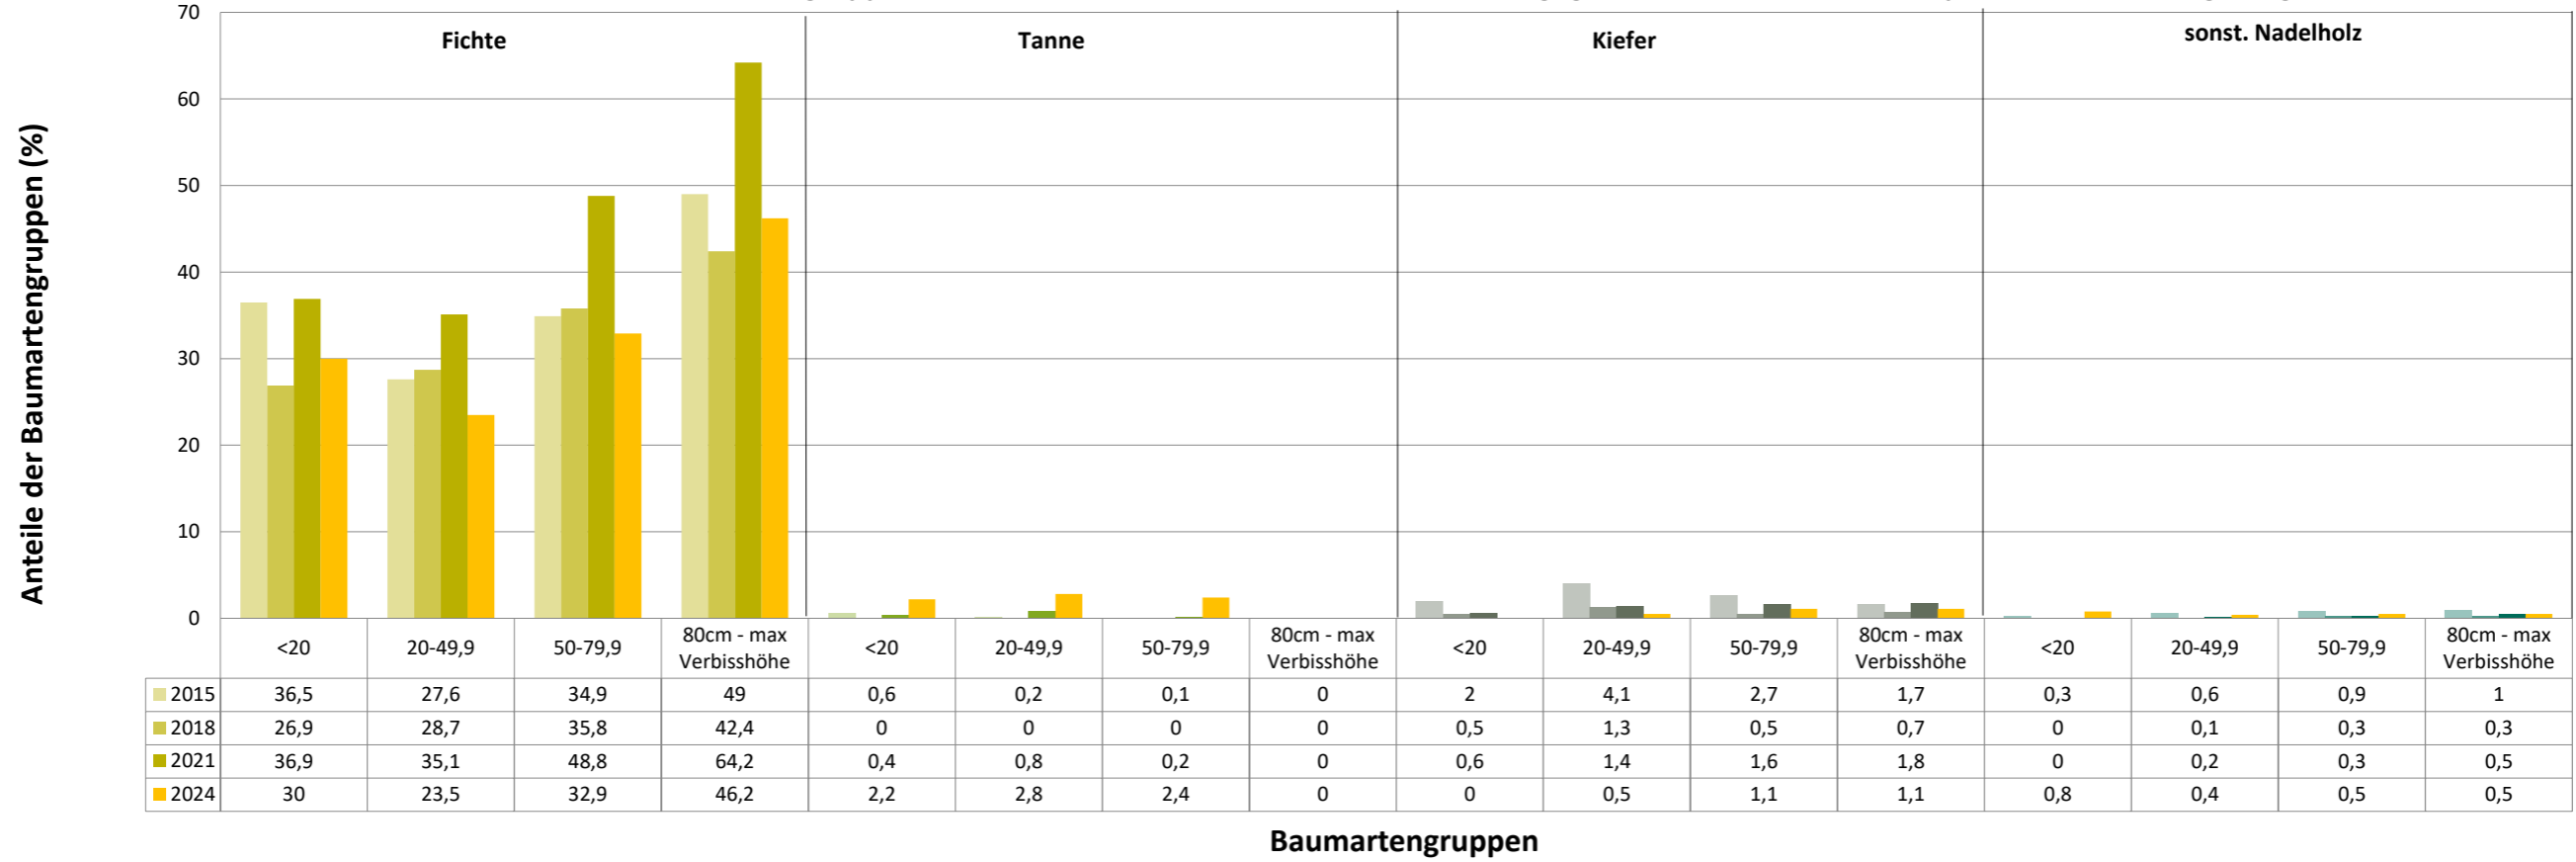 70
60
50
40
30
20
10
0
Anteile der Baumartengruppen (%)
Fichte Tanne Kiefer sonst. Nadelholz
<20 20-49,9 50-79,9 80cm - max Verbisshöhe <20 20-49,9 50-79,9 80cm - max Verbisshöhe <20 20-49,9 50-79,9 80cm - max Verbisshöhe <20 20-49,9 50-79,9 80cm - max Verbisshöhe
2015 36,5 27,6 34,9 49 0,6 0,2 0,1 0 2 4,1 2,7 1,7 0,3 0,6 0,9 1
2018 26,9 28,7 35,8 42,4 0 0 0 0 0,5 1,3 0,5 0,7 0 0,1 0,3 0,3
2021 36,9 35,1 48,8 64,2 0,4 0,8 0,2 0 0,6 1,4 1,6 1,8 0 0,2 0,3 0,5
2024 30 23,5 32,9 46,2 2,2 2,8 2,4 0 0 0,5 1,1 1,1 0,8 0,4 0,5 0,5
Baumartengruppen